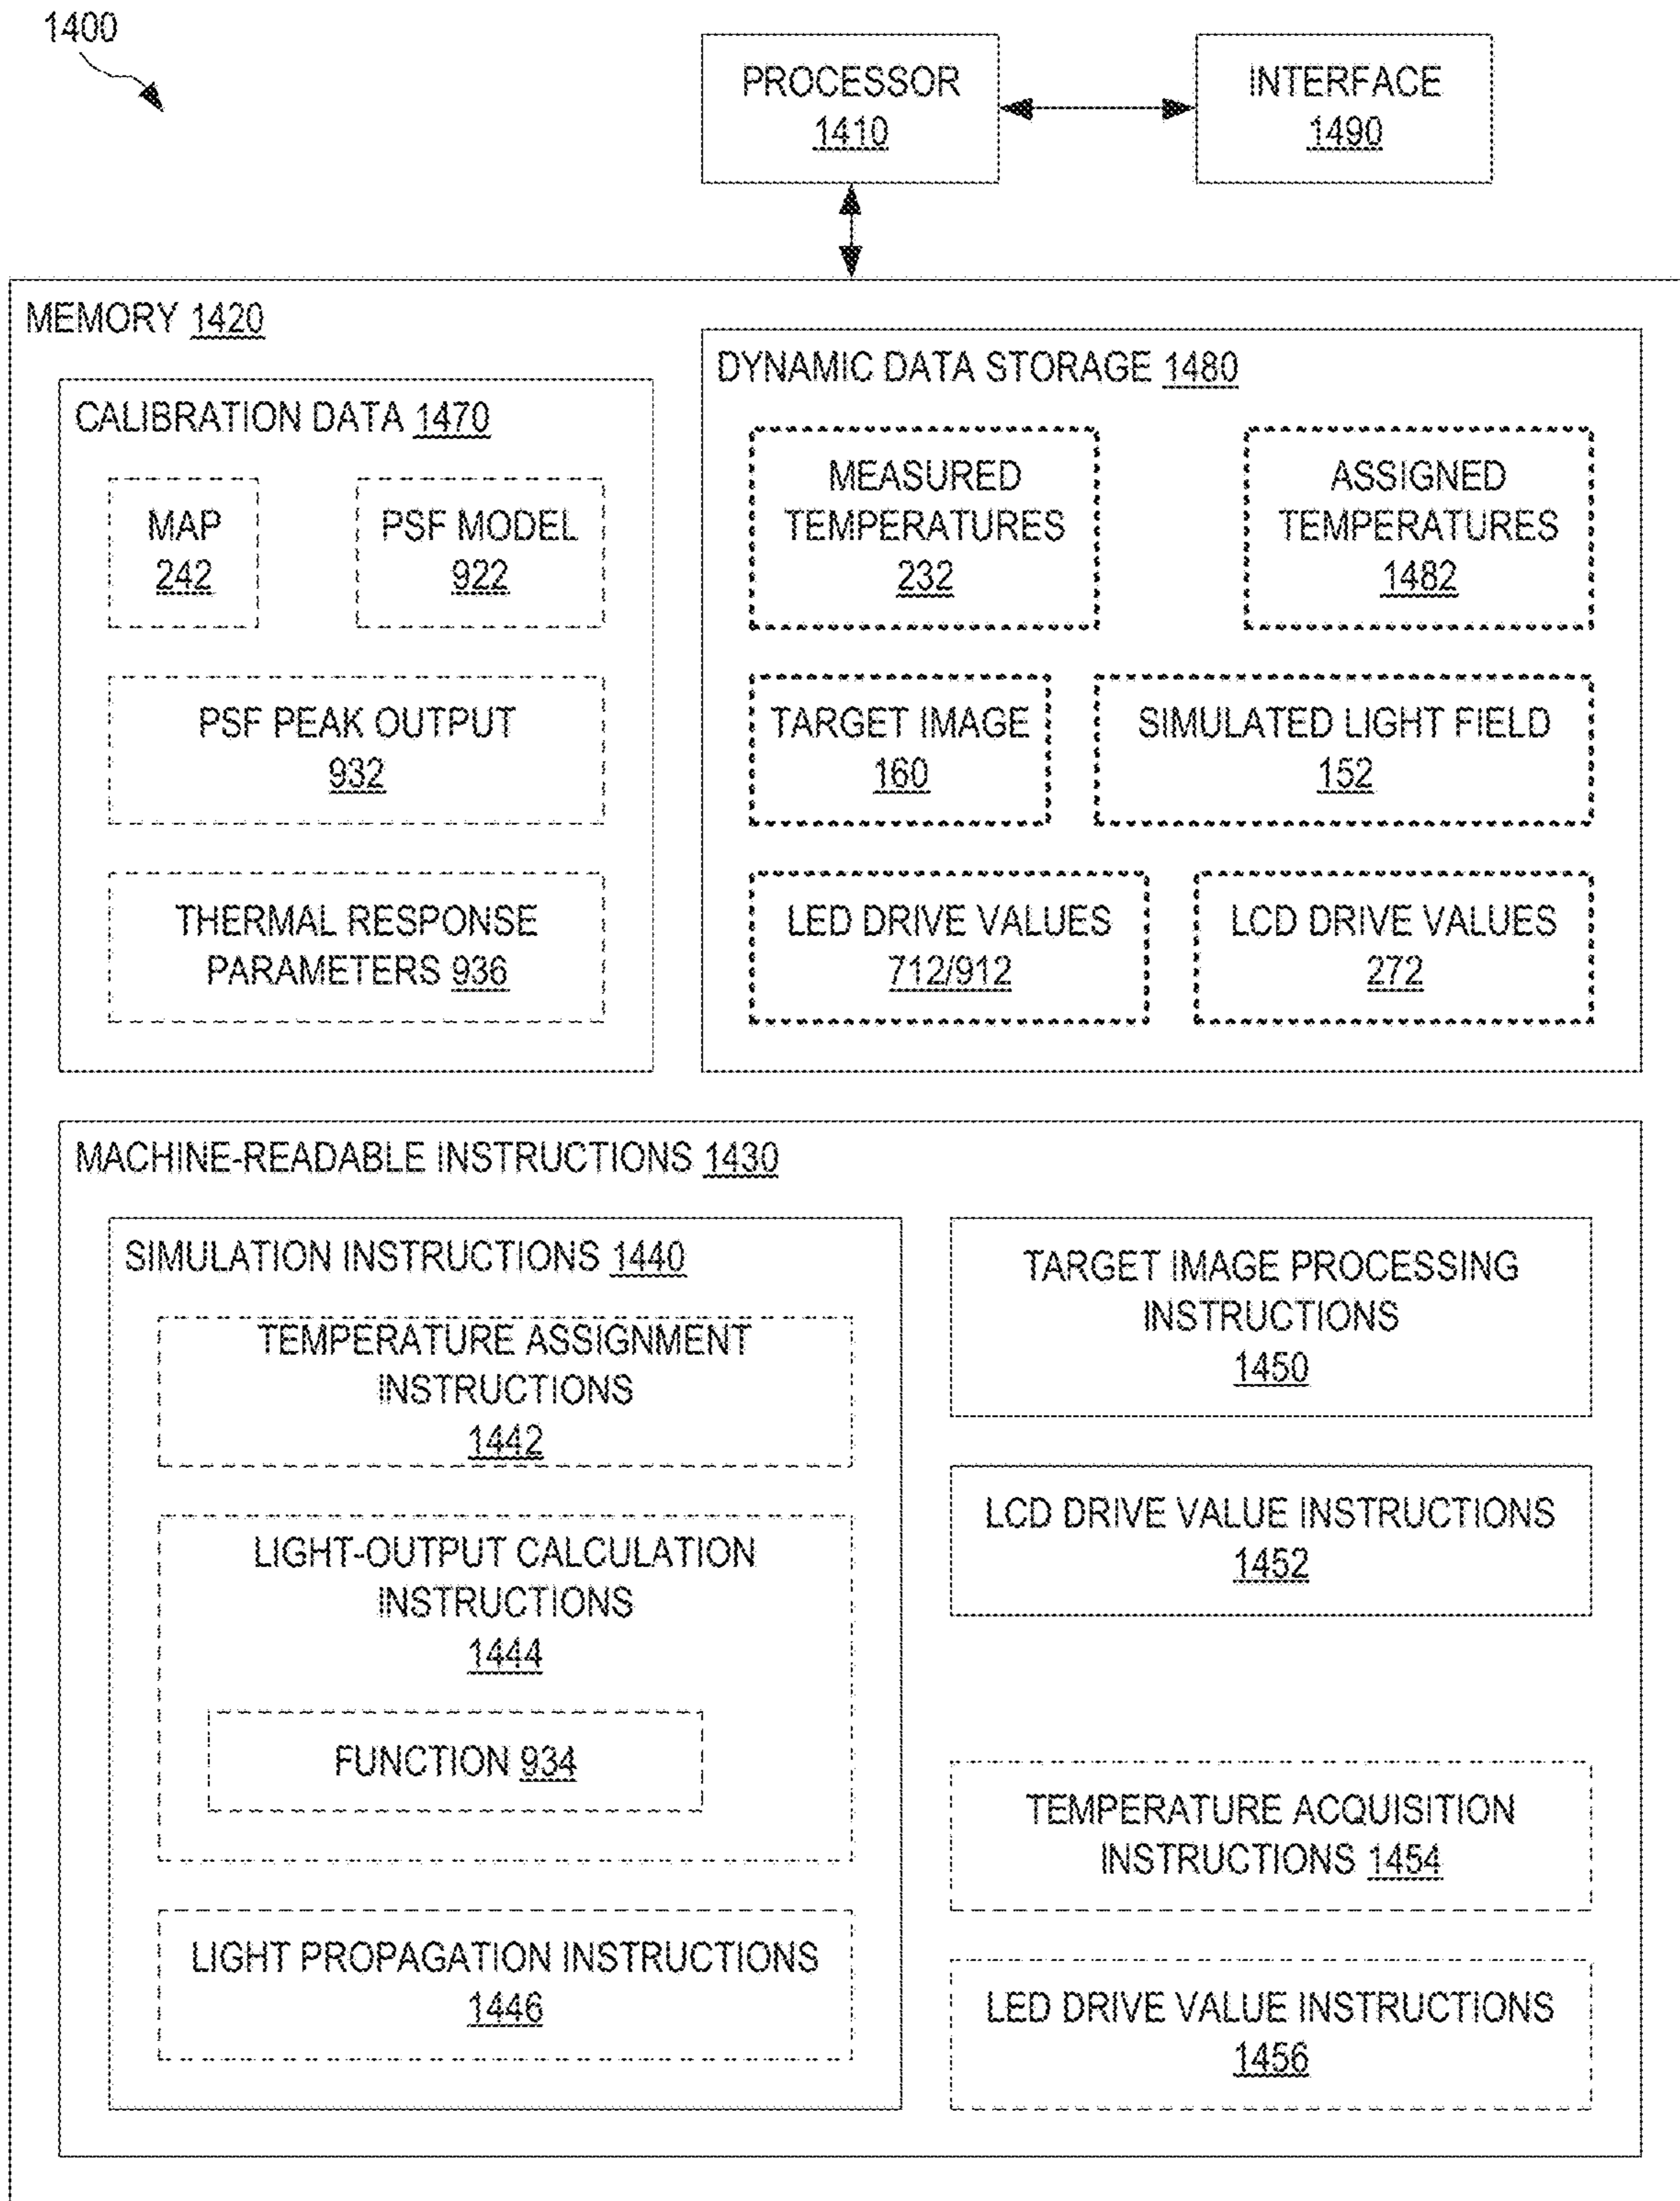 1400
PROCESSOR
1410
INTERFACE
1490
MEMORY 1420
CALIBRATION DATA 1470
MAP
242
PSF MODEL
922
PSF PEAK OUTPUT
932
THERMAL RESPONSE
PARAMETERS 936
DYNAMIC DATA STORAGE 1480
MEASURED
TEMPERATURES
232
ASSIGNED
TEMPERATURES
1482
TARGET IMAGE
160
SIMULATED LIGHT FIELD
152
LED DRIVE VALUES
712/912
LCD DRIVE VALUES
272
MACHINE-READABLE INSTRUCTIONS 1430
SIMULATION INSTRUCTIONS 1440
TEMPERATURE ASSIGNMENT
INSTRUCTIONS
1442
LIGHT-OUTPUT CALCULATION
INSTRUCTIONS
1444
FUNCTION 934
LIGHT PROPAGATION INSTRUCTIONS
1446
TARGET IMAGE PROCESSING
INSTRUCTIONS
1450
LCD DRIVE VALUE INSTRUCTIONS
1452
TEMPERATURE ACQUISITION
INSTRUCTIONS 1454
LED DRIVE VALUE INSTRUCTIONS
1456